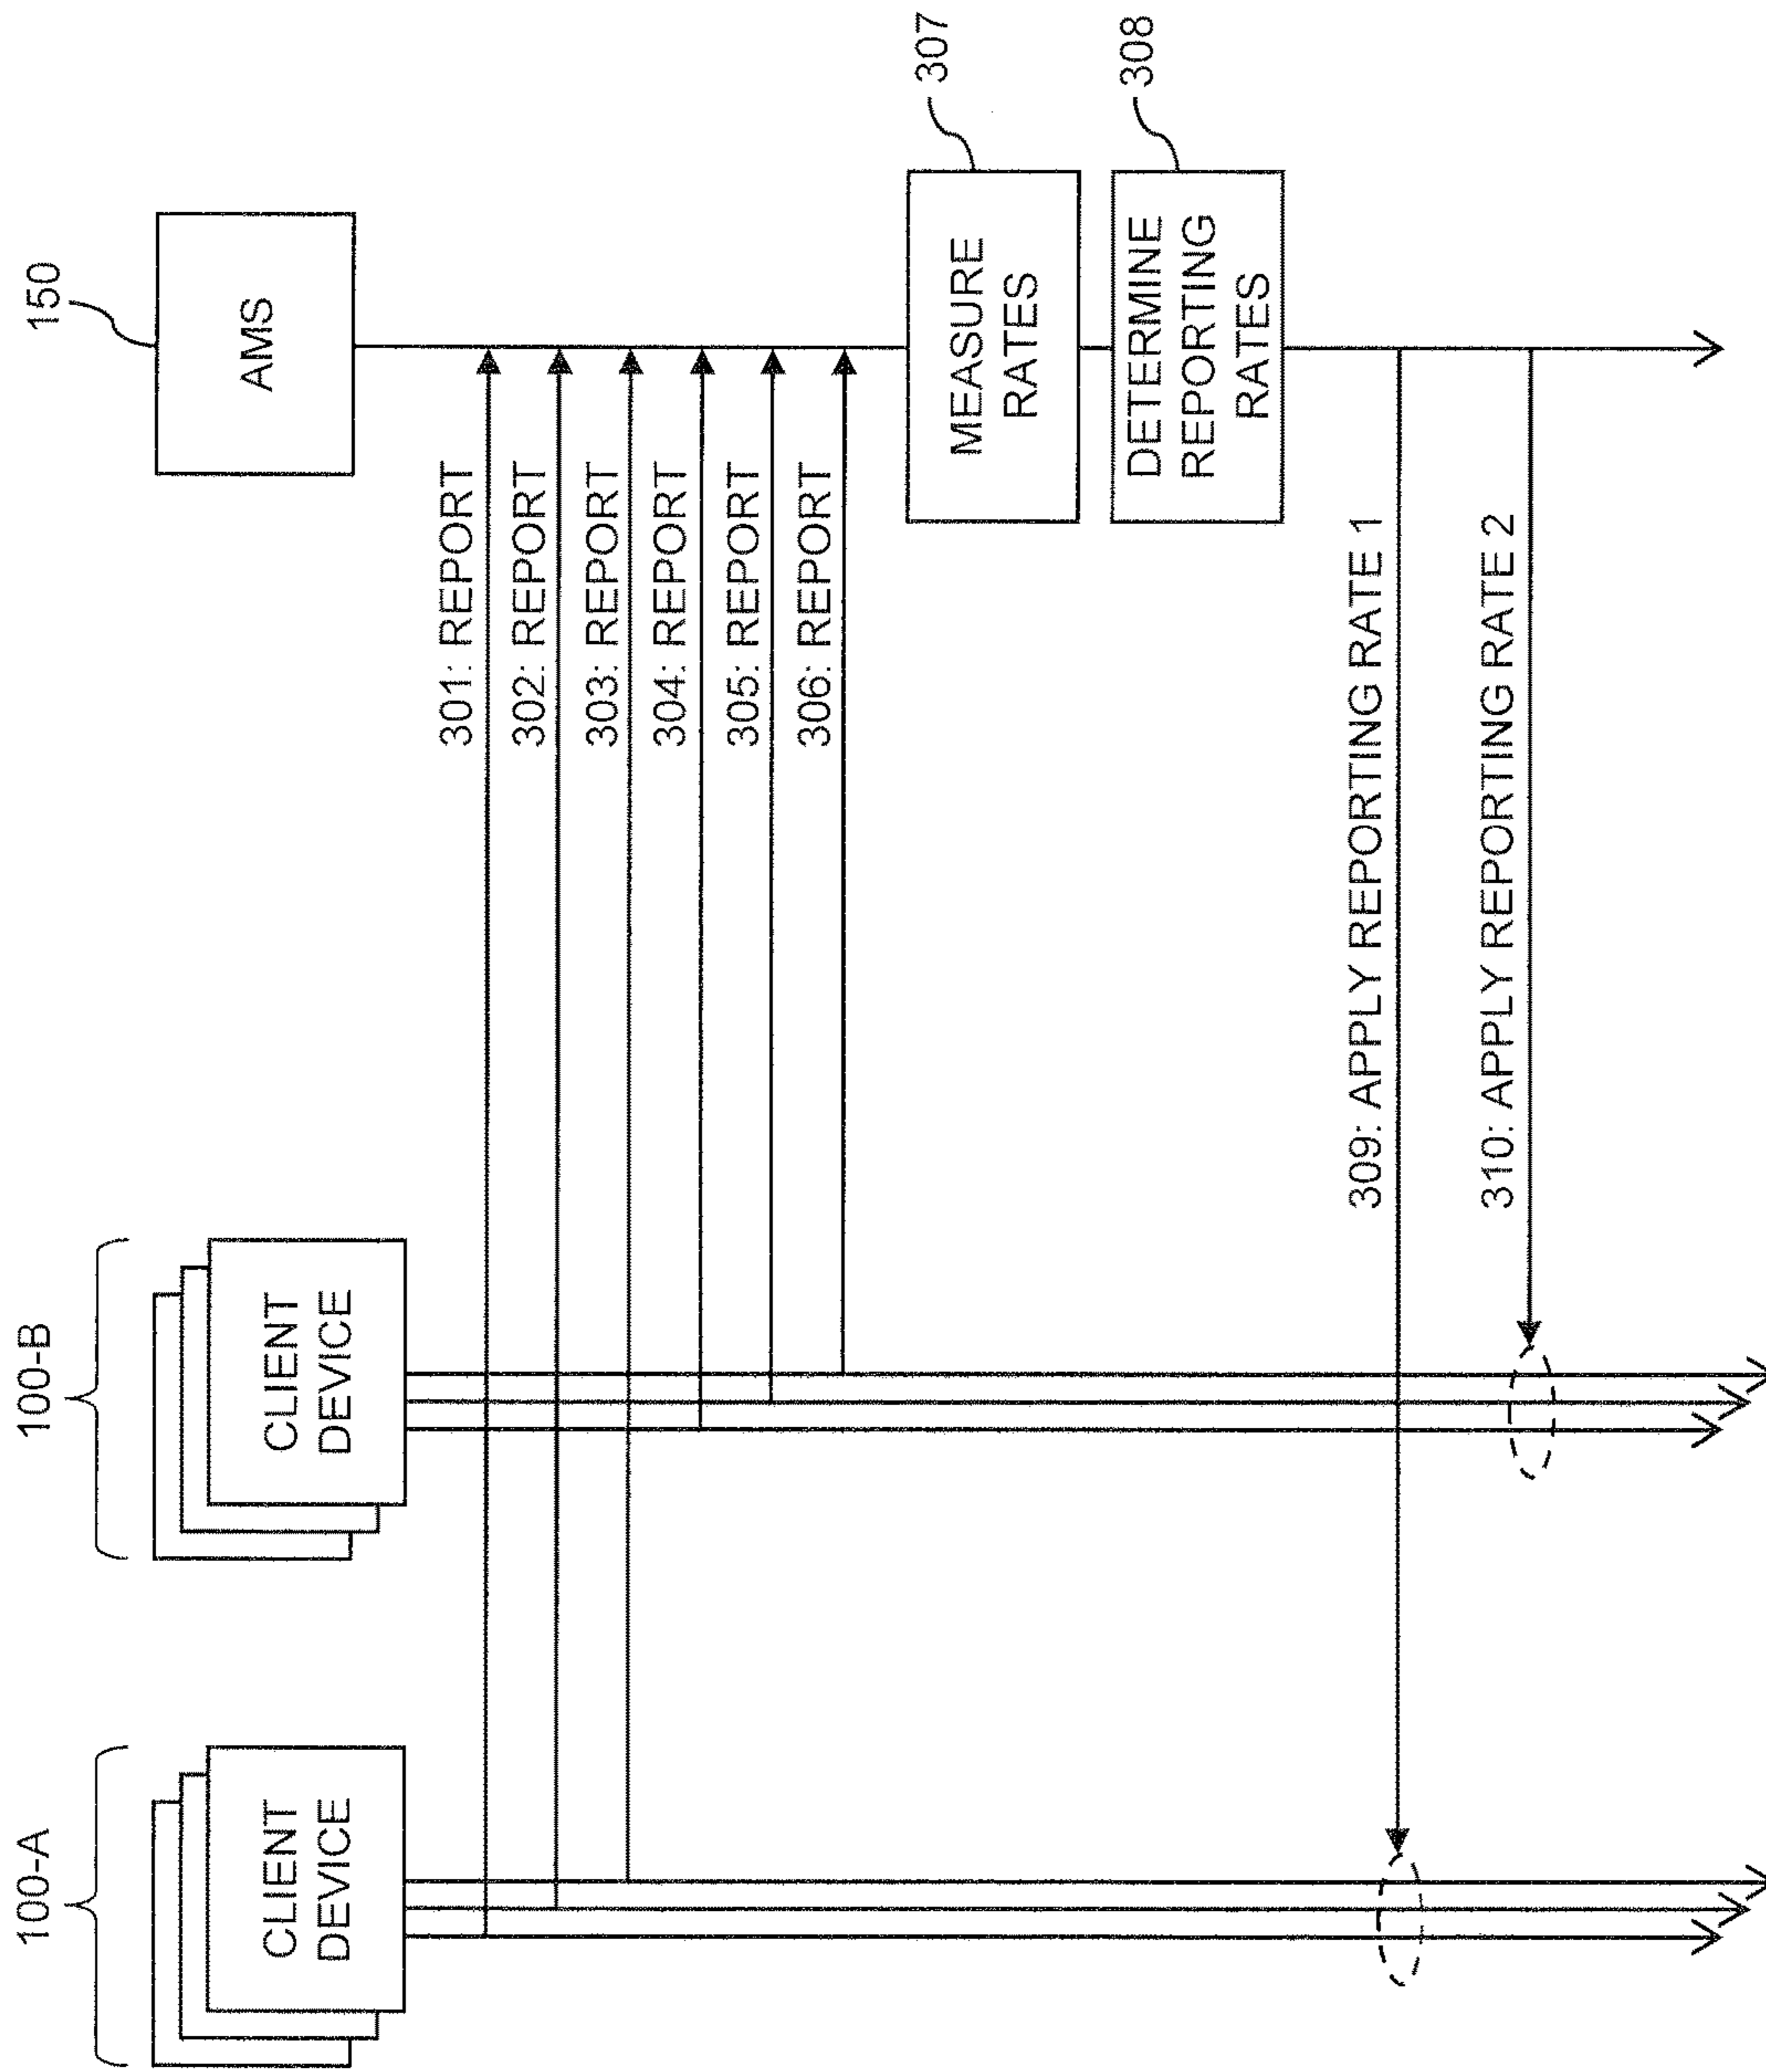 100-A
100-B
150
CLIENT
DEVICE
CLIENT
DEVICE
AMS
301: REPORT
302: REPORT
303: REPORT
304: REPORT
305: REPORT
306: REPORT
MEASURE
RATES
307
DETERMINE
REPORTING
RATES
308
309: APPLY REPORTING RATE 1
310: APPLY REPORTING RATE 2